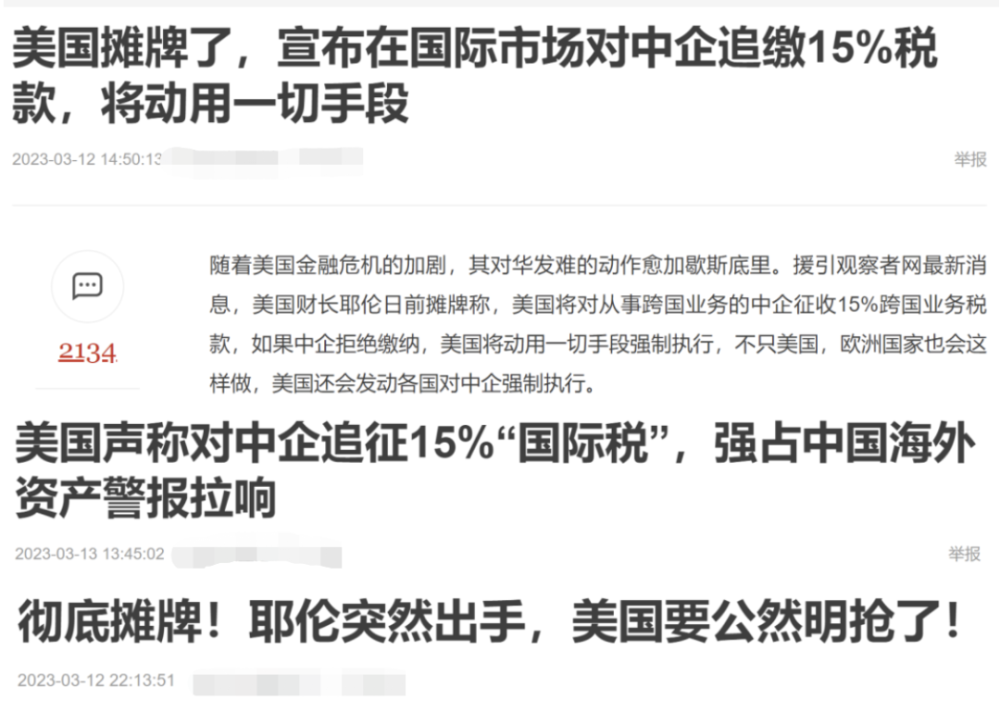 美国摊牌了，宣布在国际市场对中企追缴15%税
款，将动用一切手段
2023-03-12 14:50:13
举报
随着美国金融危机的加剧，其对华发难的动作愈加歇斯底里。援引观察者网最新消
息，美国财长耶伦日前摊牌称，美国将对从事跨国业务的中企征收15%跨国业务税
款，如果中企拒绝缴纳，美国将动用一切手段强制执行，不只美国，欧洲国家也会这
样做，美国还会发动各国对中企强制执行。
2134
美国声称对中企追征15%“国际税”，强占中国海外
资产警报拉响
2023-03-13 13:45:02
举报
彻底摊牌！耶伦突然出手，美国要公然明抢了！
2023-03-12 22:13:51